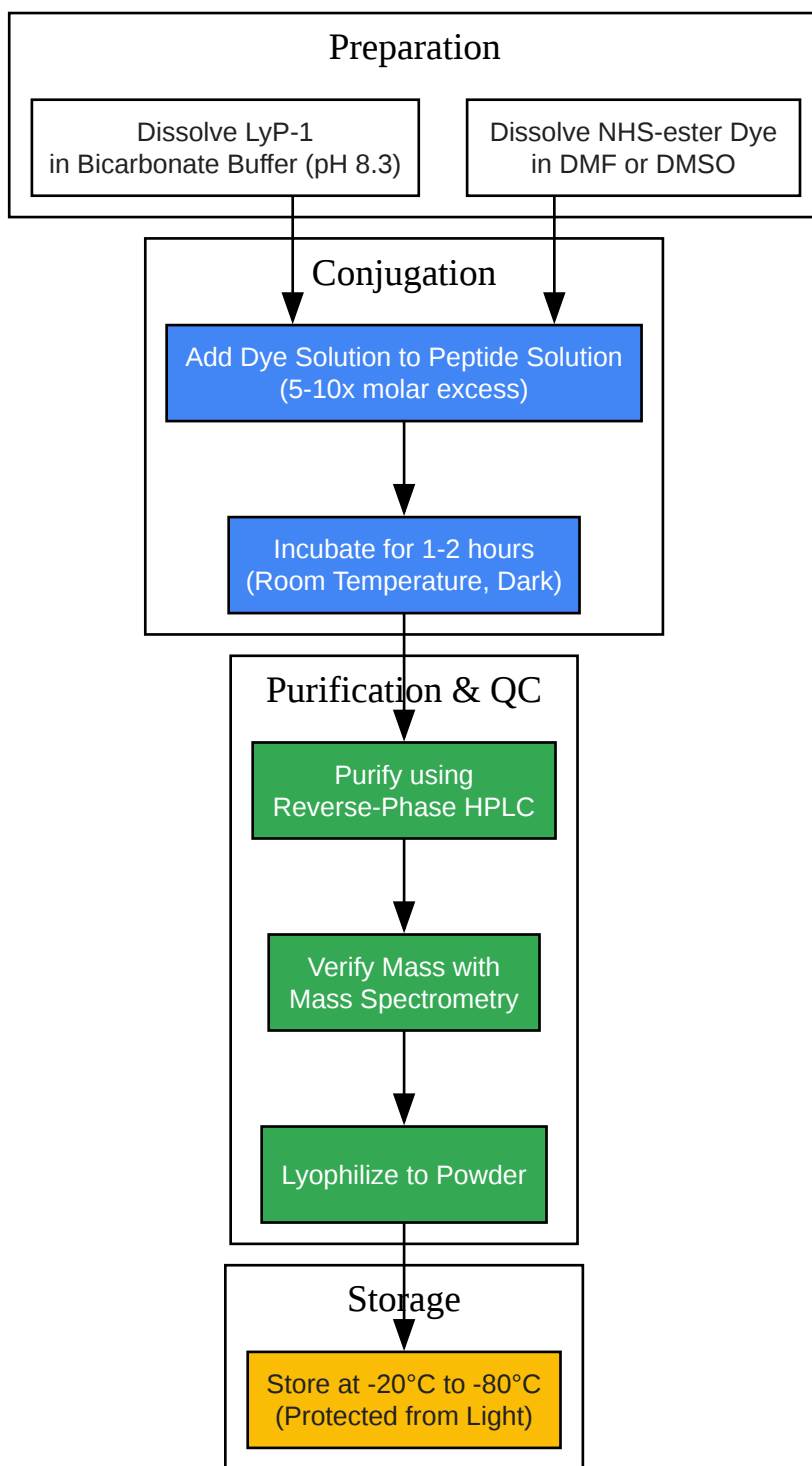 Preparation
Dissolve LyP-1
in Bicarbonate Buffer (pH 8.3)
Dissolve NHS-ester Dye
in DMF or DMSO
Conjugation
Add Dye Solution to Peptide Solution
(5-10x molar excess)
Incubate for 1-2 hours
(Room Temperature, Dark)
Purification & QC
Purify using
Reverse-Phase HPLC
Verify Mass with
Mass Spectrometry
Lyophilize to Powder
Storage
Store at -20°C to -80°C
(Protected from Light)